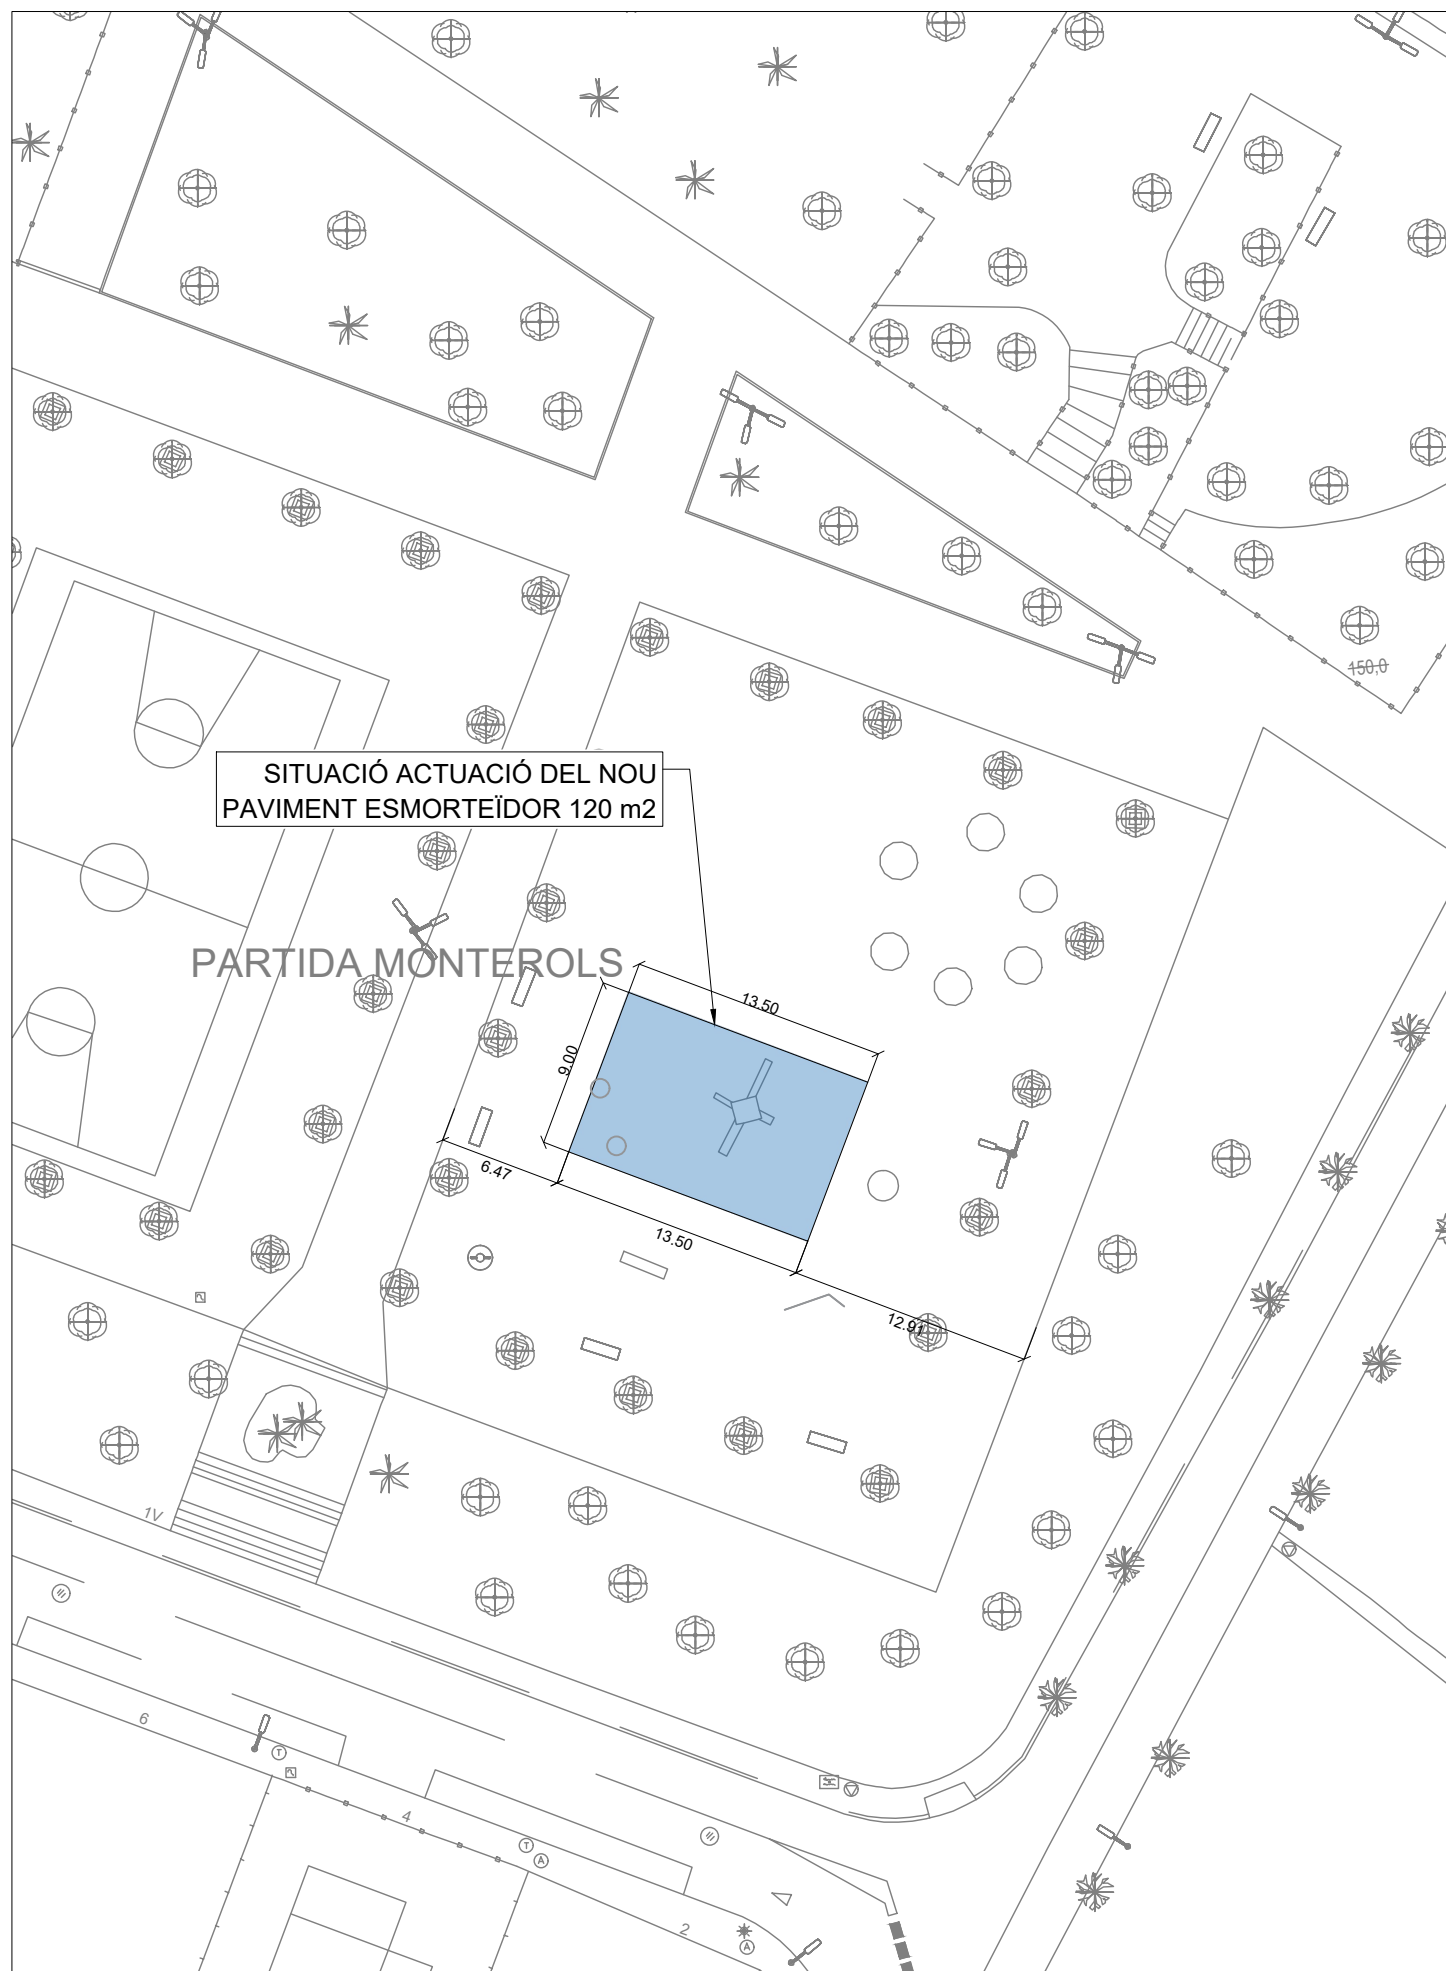 150,0
SITUACIÓ ACTUACIÓ DEL NOU
PAVIMENT ESMORTEÏDOR 120 m2
PARTIDA MONTEROLS
13.50
9.00
6.47
13.50
12.91
1V
6
T
4
T
A
2
A